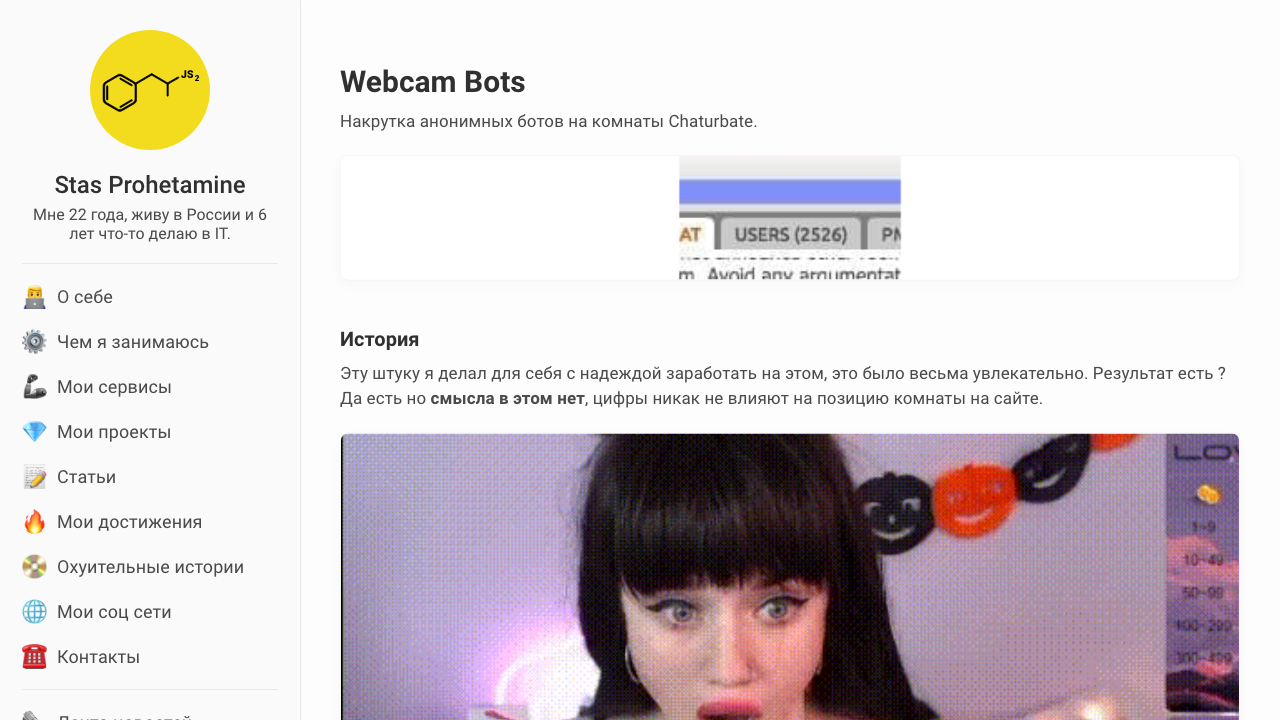 JS2
Stas Prohetamine
Мне 22 года, живу в России и 6
лет что-то делаю в IT.
О себе
Чем я занимаюсь
Мои сервисы
Мои проекты
Статьи
Мои достижения
Охуительные истории
Мои соц сети
Контакты
Лента новостей
Webcam Bots
Накрутка анонимных ботов на комнаты Chaturbate.
AT
USERS (2526)
PM
m. Avoid any argumentat
История
Эту штуку я делал для себя с надеждой заработать на этом, это было весьма увлекательно. Результат есть ?
Да есть но смысла в этом нет, цифры никак не влияют на позицию комнаты на сайте.
LOV
1~9
10~49
50~99
100~299
300~499